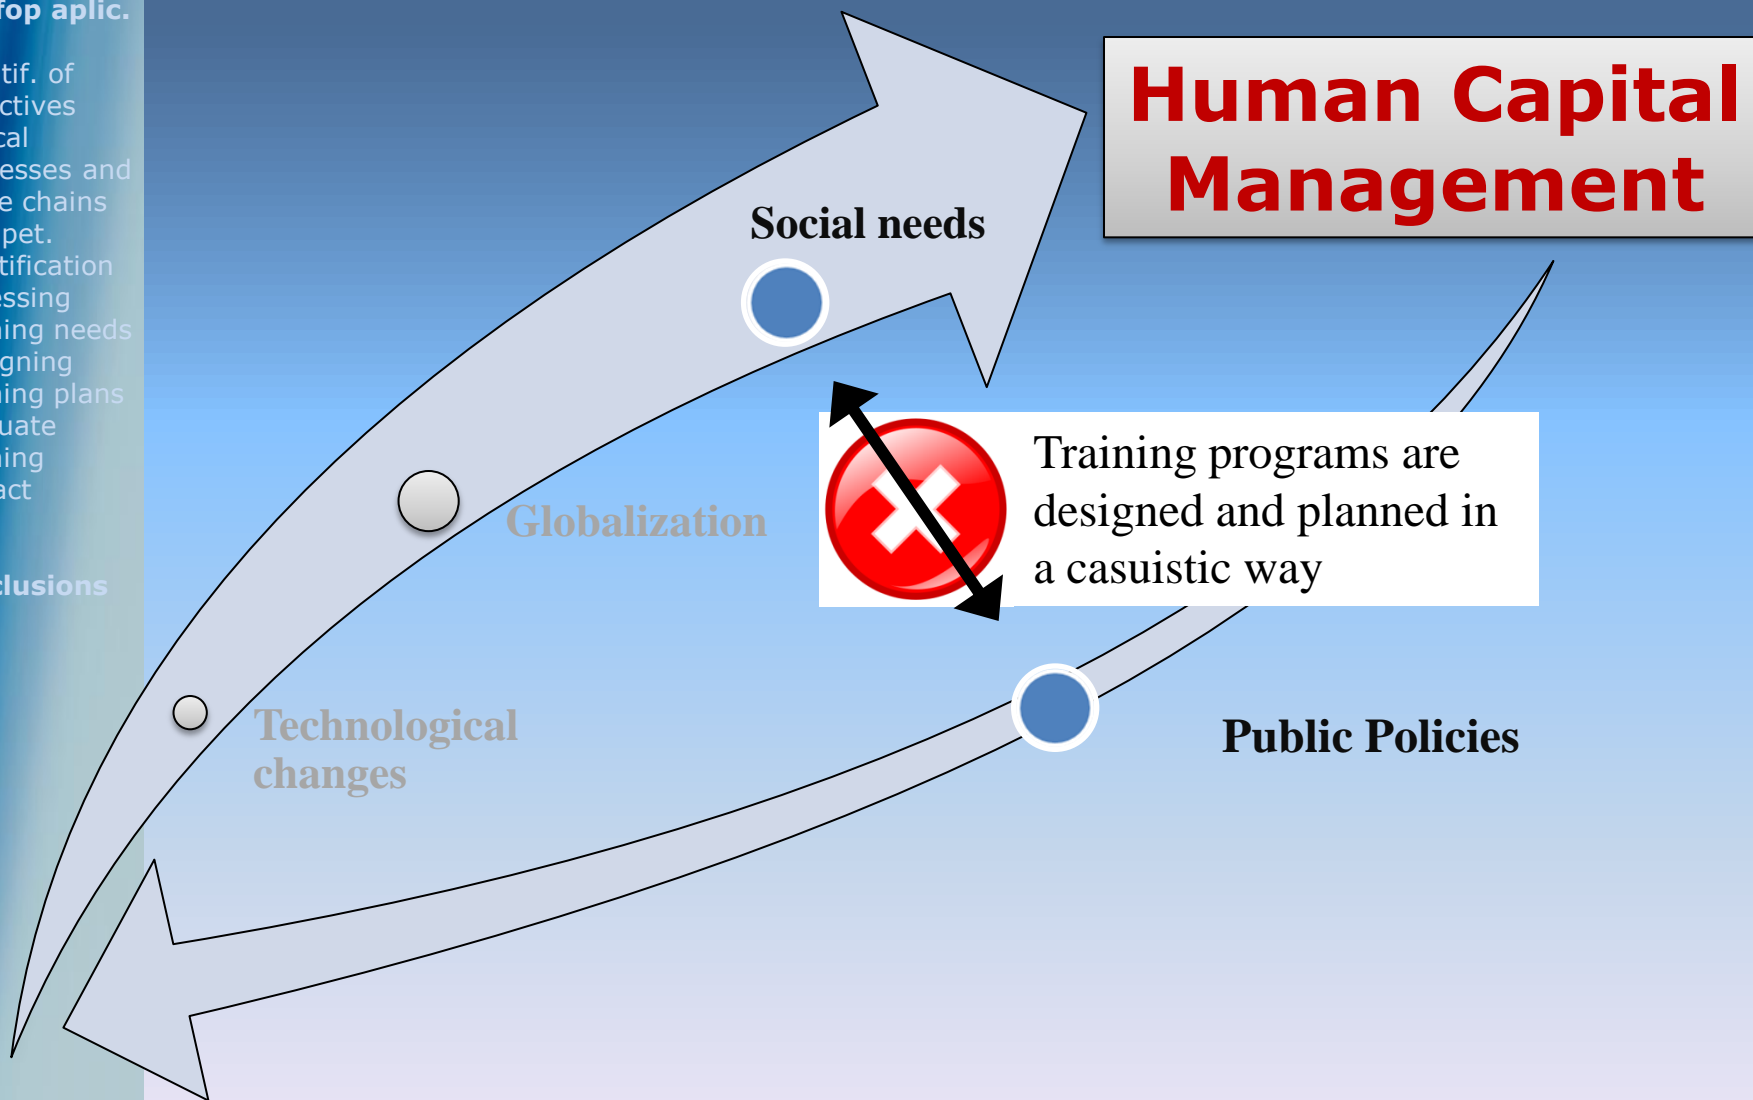 fop aplic.
tif. of
ctives
cal
esses and
e chains
pet.
tification
essing
ing needs
gning
ing plans
uate
ing
act
clusions
Human Capital
Management
Social needs
Training programs are
designed and planned in
a casuistic way
Globalization
Technological
changes
Public Policies